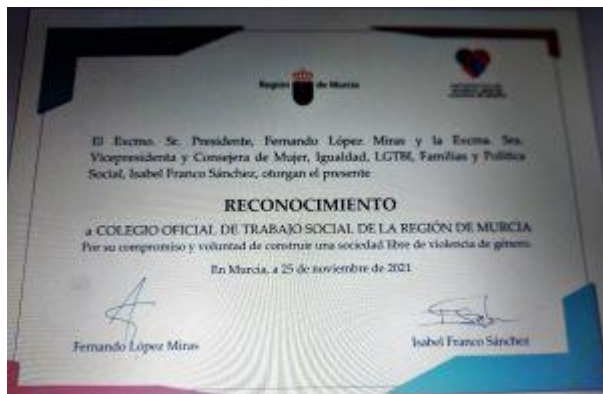 Región de Murcia
El Excmo. Sr. Presidente, Fernando López Miras y la Excma. Sra.
Vicepresidenta y Consejera de Mujer, Igualdad, LGTBI, Familias y Política
Social, Isabel Franco Sánchez, otorgan el presente
RECONOCIMIENTO
a COLEGIO OFICIAL DE TRABAJO SOCIAL DE LA REGIÓN DE MURCIA
Por su compromiso y voluntad de construir una sociedad libre de violencia de género.
En Murcia, a 25 de noviembre de 2021
Fernando López Miras
Isabel Franco Sánchez